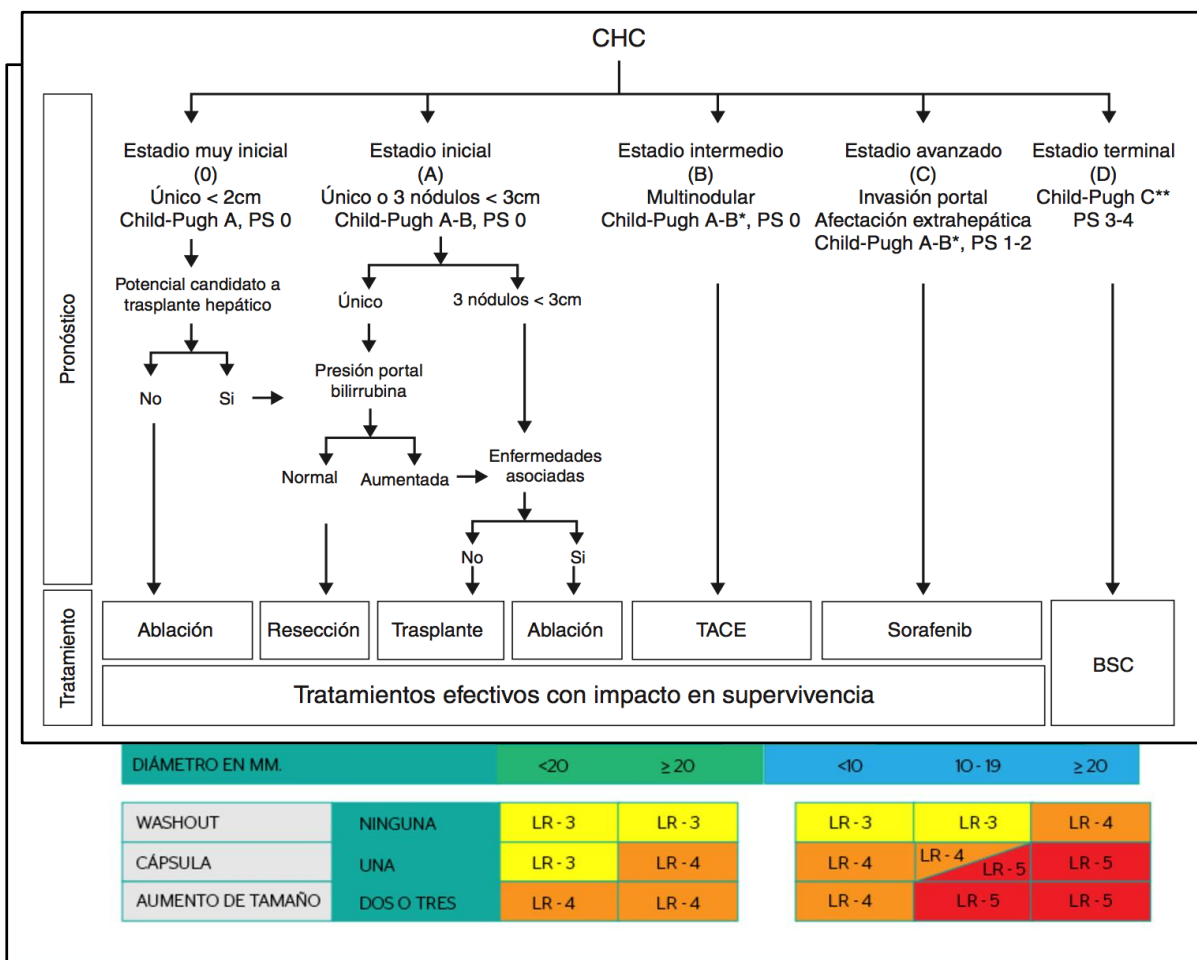 CHC
Pronóstico
Estadio muy inicial
(0)
Único < 2cm
Child-Pugh A, PS 0
Estadio inicial
(A)
Único o 3 nódulos < 3cm
Child-Pugh A-B, PS 0
Estadio intermedio
(B)
Multinodular
Child-Pugh A-B*, PS 0
Estadio avanzado
(C)
Invasión portal
Afectación extrahepática
Child-Pugh A-B*, PS 1-2
Estadio terminal
(D)
Child-Pugh C**
PS 3-4
Potencial candidato a
trasplante hepático
No
Si
Único
3 nódulos < 3cm
Presión portal
bilirrubina
Normal
Aumentada
Enfermedades
asociadas
No
Si
Tratamiento
Ablación
Resección
Trasplante
Ablación
TACE
Sorafenib
BSC
Tratamientos efectivos con impacto en supervivencia
DIÁMETRO EN MM. <20 ≥ 20 <10 10 - 19 ≥ 20
WASHOUT NINGUNA LR - 3 LR - 3 LR - 3 LR - 3 LR - 4
CÁPSULA UNA LR - 3 LR - 4 LR - 4 LR - 4 LR - 5 LR - 5
AUMENTO DE TAMAÑO DOS O TRES LR - 4 LR - 4 LR - 4 LR - 5 LR - 5